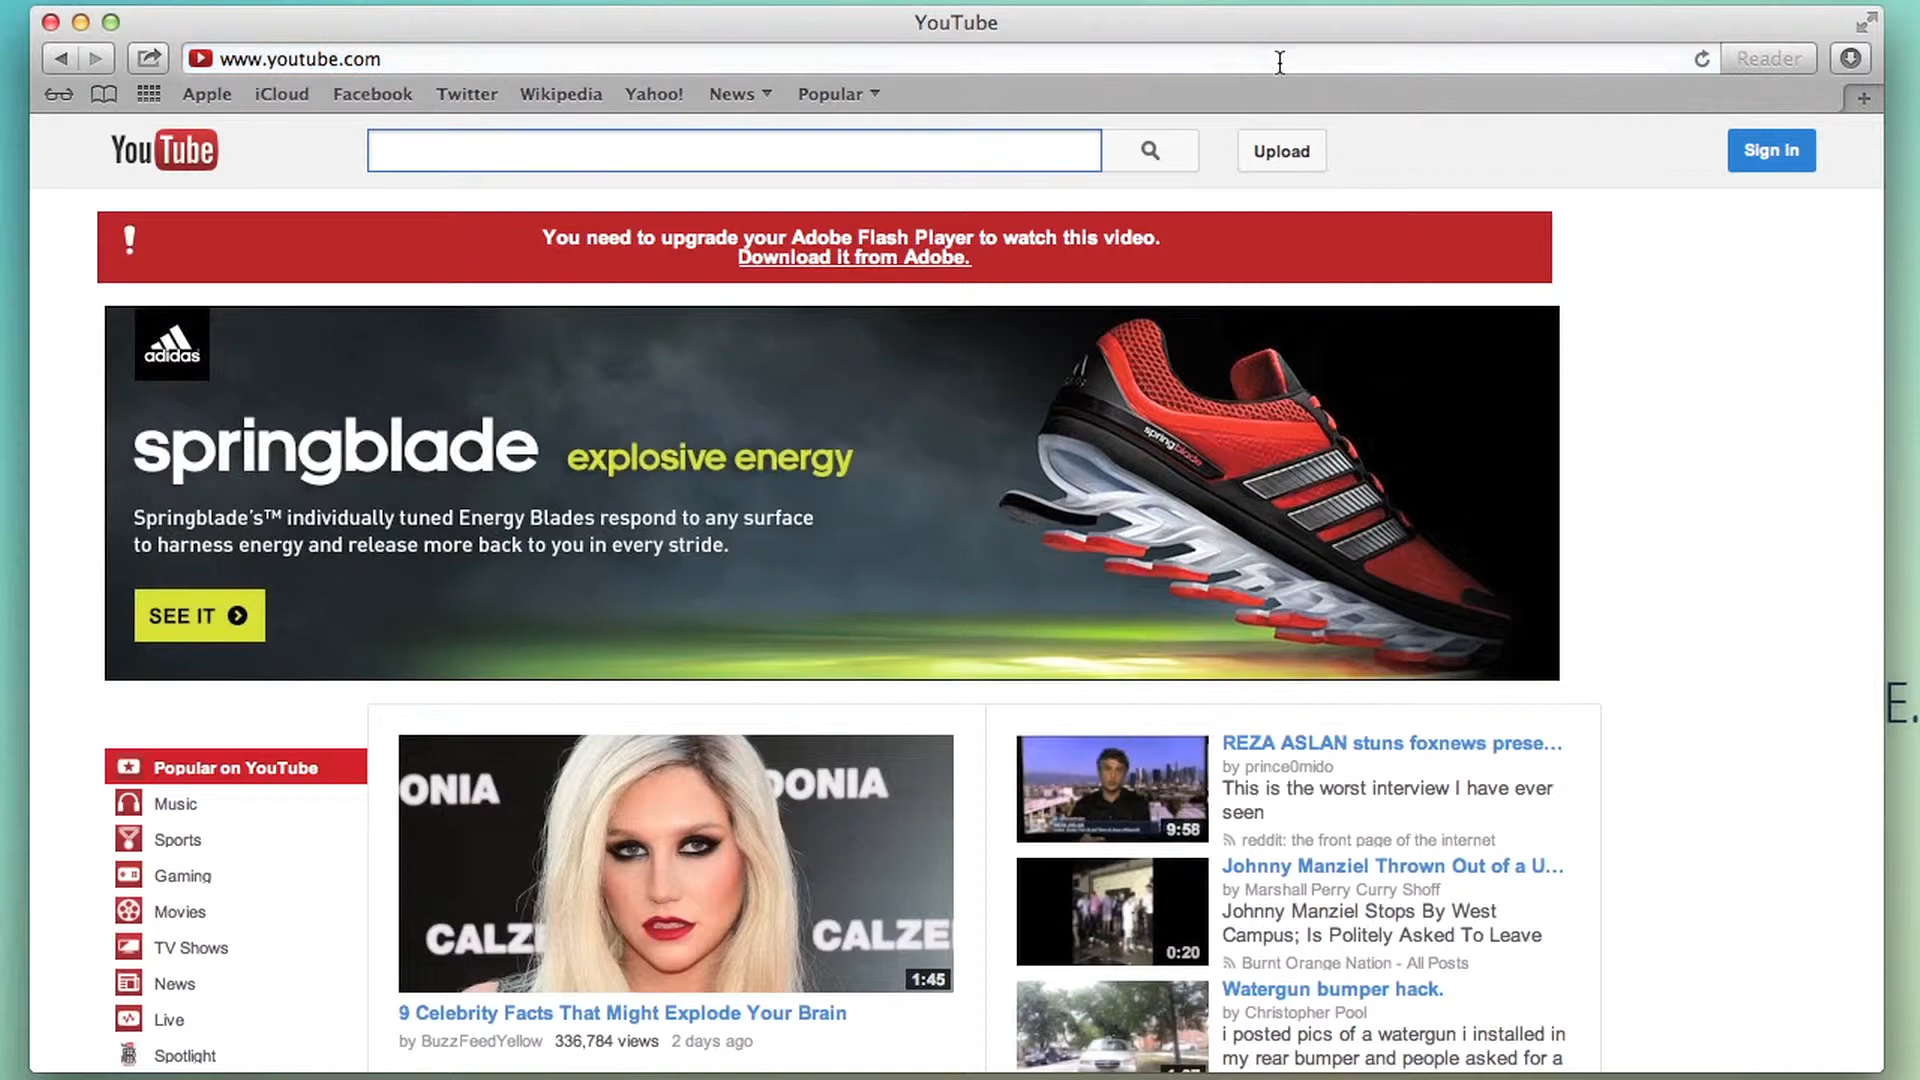 YouTube
www.youtube.com
Reader
Apple iCloud Facebook Twitter Wikipedia Yahoo! News Popular
YouTube
Upload
Sign in
You need to upgrade your Adobe Flash Player to watch this video.
Download it from Adobe.
adidas
springblade explosive energy
springblade
Springblade's™ individually tuned Energy Blades respond to any surface
to harness energy and release more back to you in every stride.
SEE IT
E.
Popular on YouTube
Music
Sports
Gaming
Movies
TV Shows
News
Live
Spotlight
ONIA
DONIA
CALZE
CALZE
1:45
9 Celebrity Facts That Might Explode Your Brain
by BuzzFeedYellow 336,784 views 2 days ago
9:58
REZA ASLAN stuns foxnews prese...
by prince0mido
This is the worst interview I have ever
seen
reddit: the front page of the internet
0:20
Johnny Manziel Thrown Out of a U...
by Marshall Perry Curry Shoff
Johnny Manziel Stops By West
Campus; Is Politely Asked To Leave
Burnt Orange Nation - All Posts
Watergun bumper hack.
by Christopher Pool
i posted pics of a watergun i installed in
my rear bumper and people asked for a